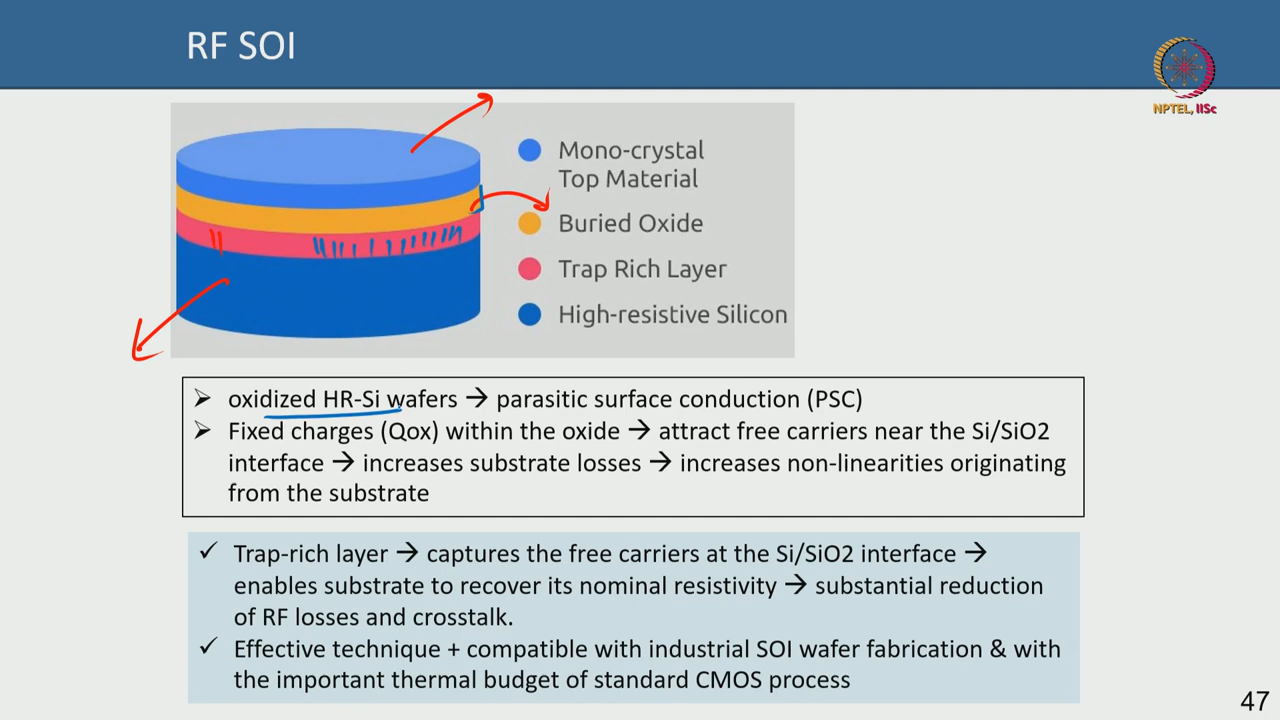 RF SOI
NPTEL, IISc
Mono-crystal
Top Material
Buried Oxide
Trap Rich Layer
High-resistive Silicon
➢ oxidized HR-Si wafers → parasitic surface conduction (PSC)
➢ Fixed charges (Qox) within the oxide → attract free carriers near the Si/SiO2
interface → increases substrate losses → increases non-linearities originating
from the substrate
✓ Trap-rich layer → captures the free carriers at the Si/SiO2 interface →
enables substrate to recover its nominal resistivity → substantial reduction
of RF losses and crosstalk.
✓ Effective technique + compatible with industrial SOI wafer fabrication & with
the important thermal budget of standard CMOS process
47